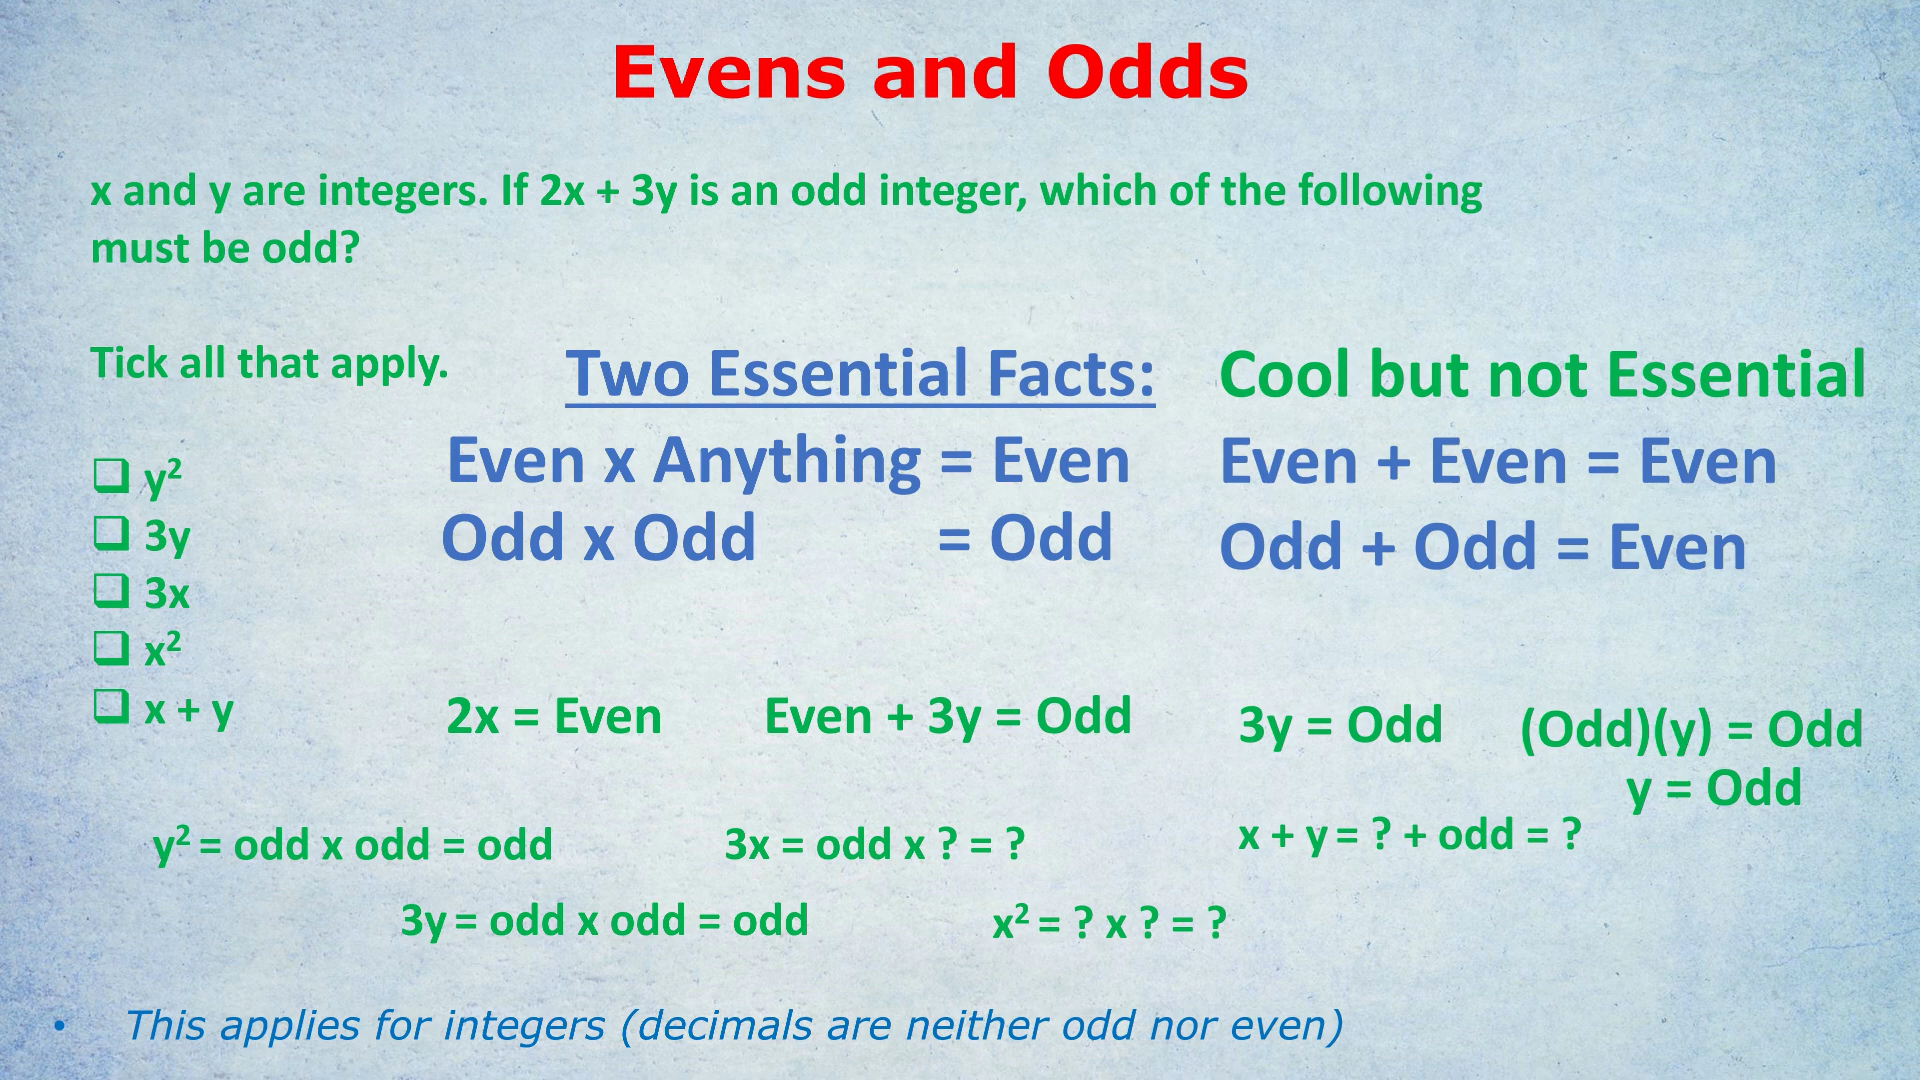 Evens and Odds
x and y are integers. If 2x + 3y is an odd integer, which of the following
must be odd?
Tick all that apply.
❑ y²
❑ 3y
❑ 3x
❑ x²
❑ x + y
Two Essential Facts:
Even x Anything = Even
Odd x Odd = Odd
Cool but not Essential
Even + Even = Even
Odd + Odd = Even
2x = Even
Even + 3y = Odd
3y = Odd
(Odd)(y) = Odd
y = Odd
y² = odd x odd = odd
3x = odd x ? = ?
x + y = ? + odd = ?
3y = odd x odd = odd
x² = ? x ? = ?
• This applies for integers (decimals are neither odd nor even)